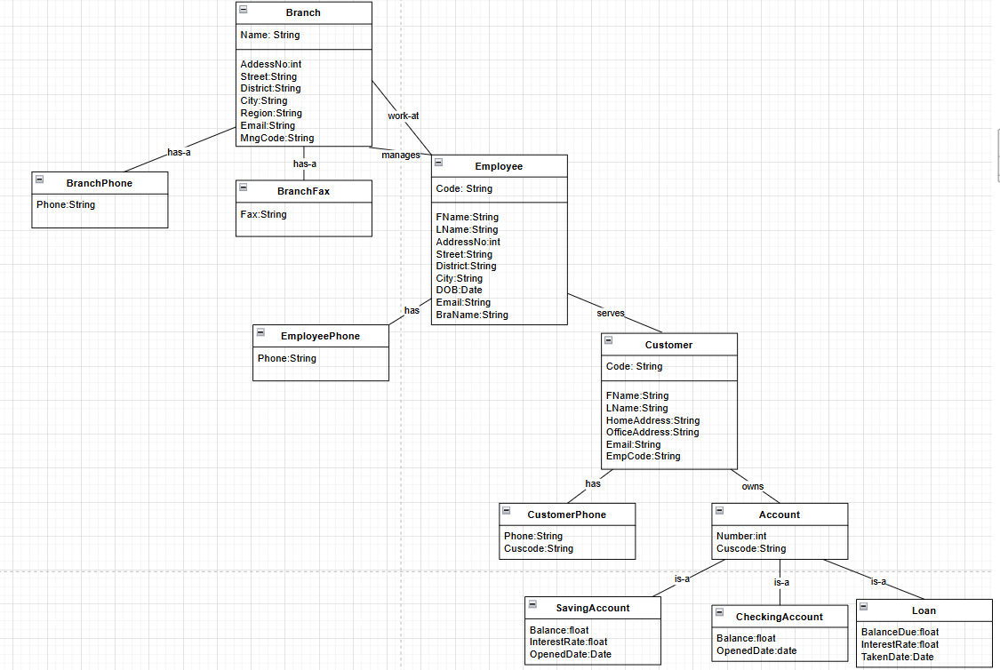 Branch
Name: String
AddessNo:int
Street:String
District:String
City:String
Region:String
Email:String
MngCode:String
work-at
manages
has-a
has-a
BranchPhone
Phone:String
BranchFax
Fax:String
Employee
Code: String
FName:String
LName:String
AddressNo:int
Street:String
District:String
City:String
DOB:Date
Email:String
BraName:String
has
serves
EmployeePhone
Phone:String
Customer
Code: String
FName:String
LName:String
HomeAddress:String
OfficeAddress:String
Email:String
EmpCode:String
has
owns
CustomerPhone
Phone:String
Cuscode:String
Account
Number:int
Cuscode:String
is-a
is-a
is-a
SavingAccount
Balance:float
InterestRate:float
OpenedDate:Date
CheckingAccount
Balance:float
OpenedDate:date
Loan
BalanceDue:float
InterestRate:float
TakenDate:Date